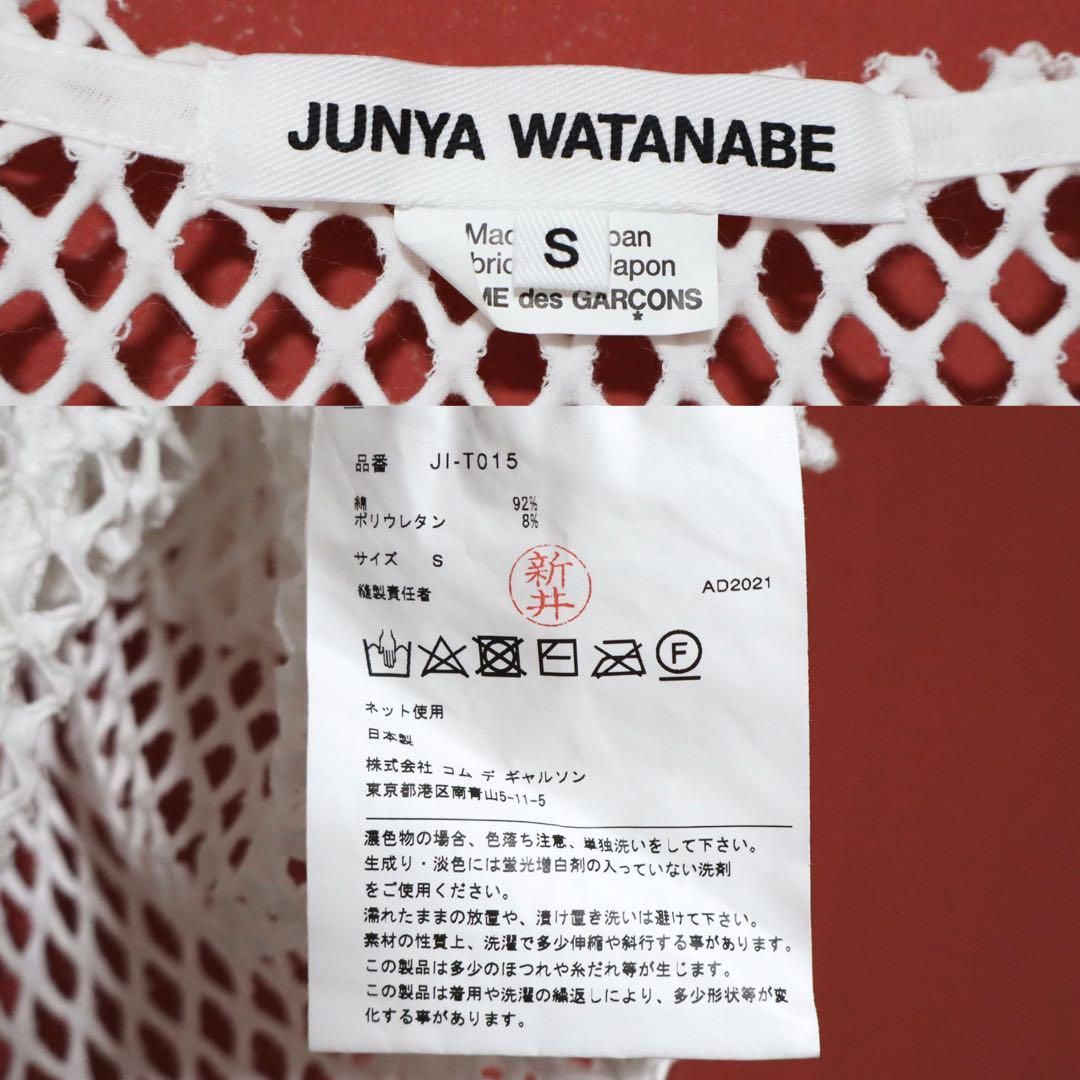 JUNYA WATANABE
S
Japon
des GARÇONS
*
品番 JI-T015
綿 92%
ポリウレタン 8%
サイズ S
縫製責任者
新井
AD2021
F
ネット使用
日本製
株式会社 コム デ ギャルソン
東京都港区南青山5-11-5
濃色物の場合、色落ち注意、単独洗いをして下さい。
生成り・淡色には蛍光増白剤の入っていない洗剤
をご使用ください。
濡れたままの放置や、漬け置き洗いは避けて下さい。
素材の性質上、洗濯で多少伸縮や斜行する事があります。
この製品は多少のほつれや糸だれ等が生じます。
この製品は着用や洗濯の繰返しにより、多少形状等が変
化する事があります。